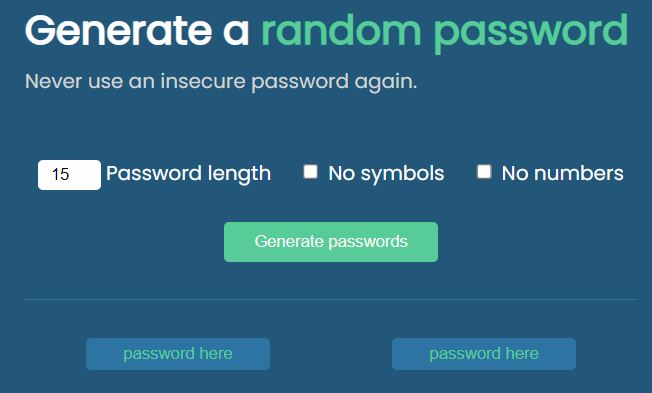 Generate a random password
Never use an insecure password again.
15 Password length No symbols No numbers
Generate passwords
password here password here